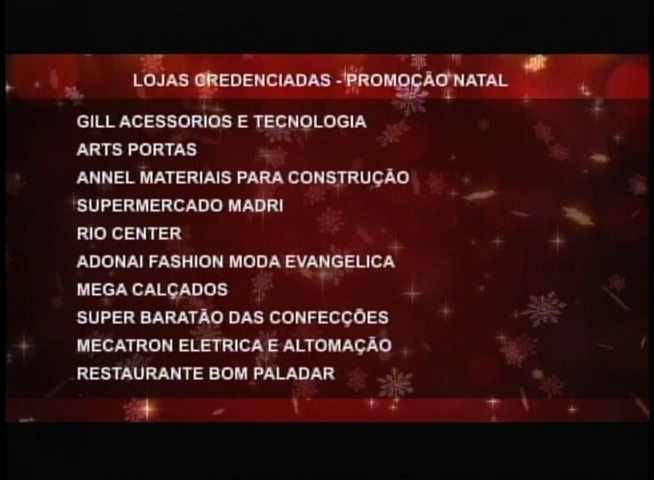 LOJAS CREDENCIADAS - PROMOÇÃO NATAL
GILL ACESSORIOS E TECNOLOGIA
ARTS PORTAS
ANNEL MATERIAIS PARA CONSTRUÇÃO
SUPERMERCADO MADRI
RIO CENTER
ADONAI FASHION MODA EVANGELICA
MEGA CALÇADOS
SUPER BARATÃO DAS CONFECÇÕES
MECATRON ELETRICA E ALTOMAÇÃO
RESTAURANTE BOM PALADAR